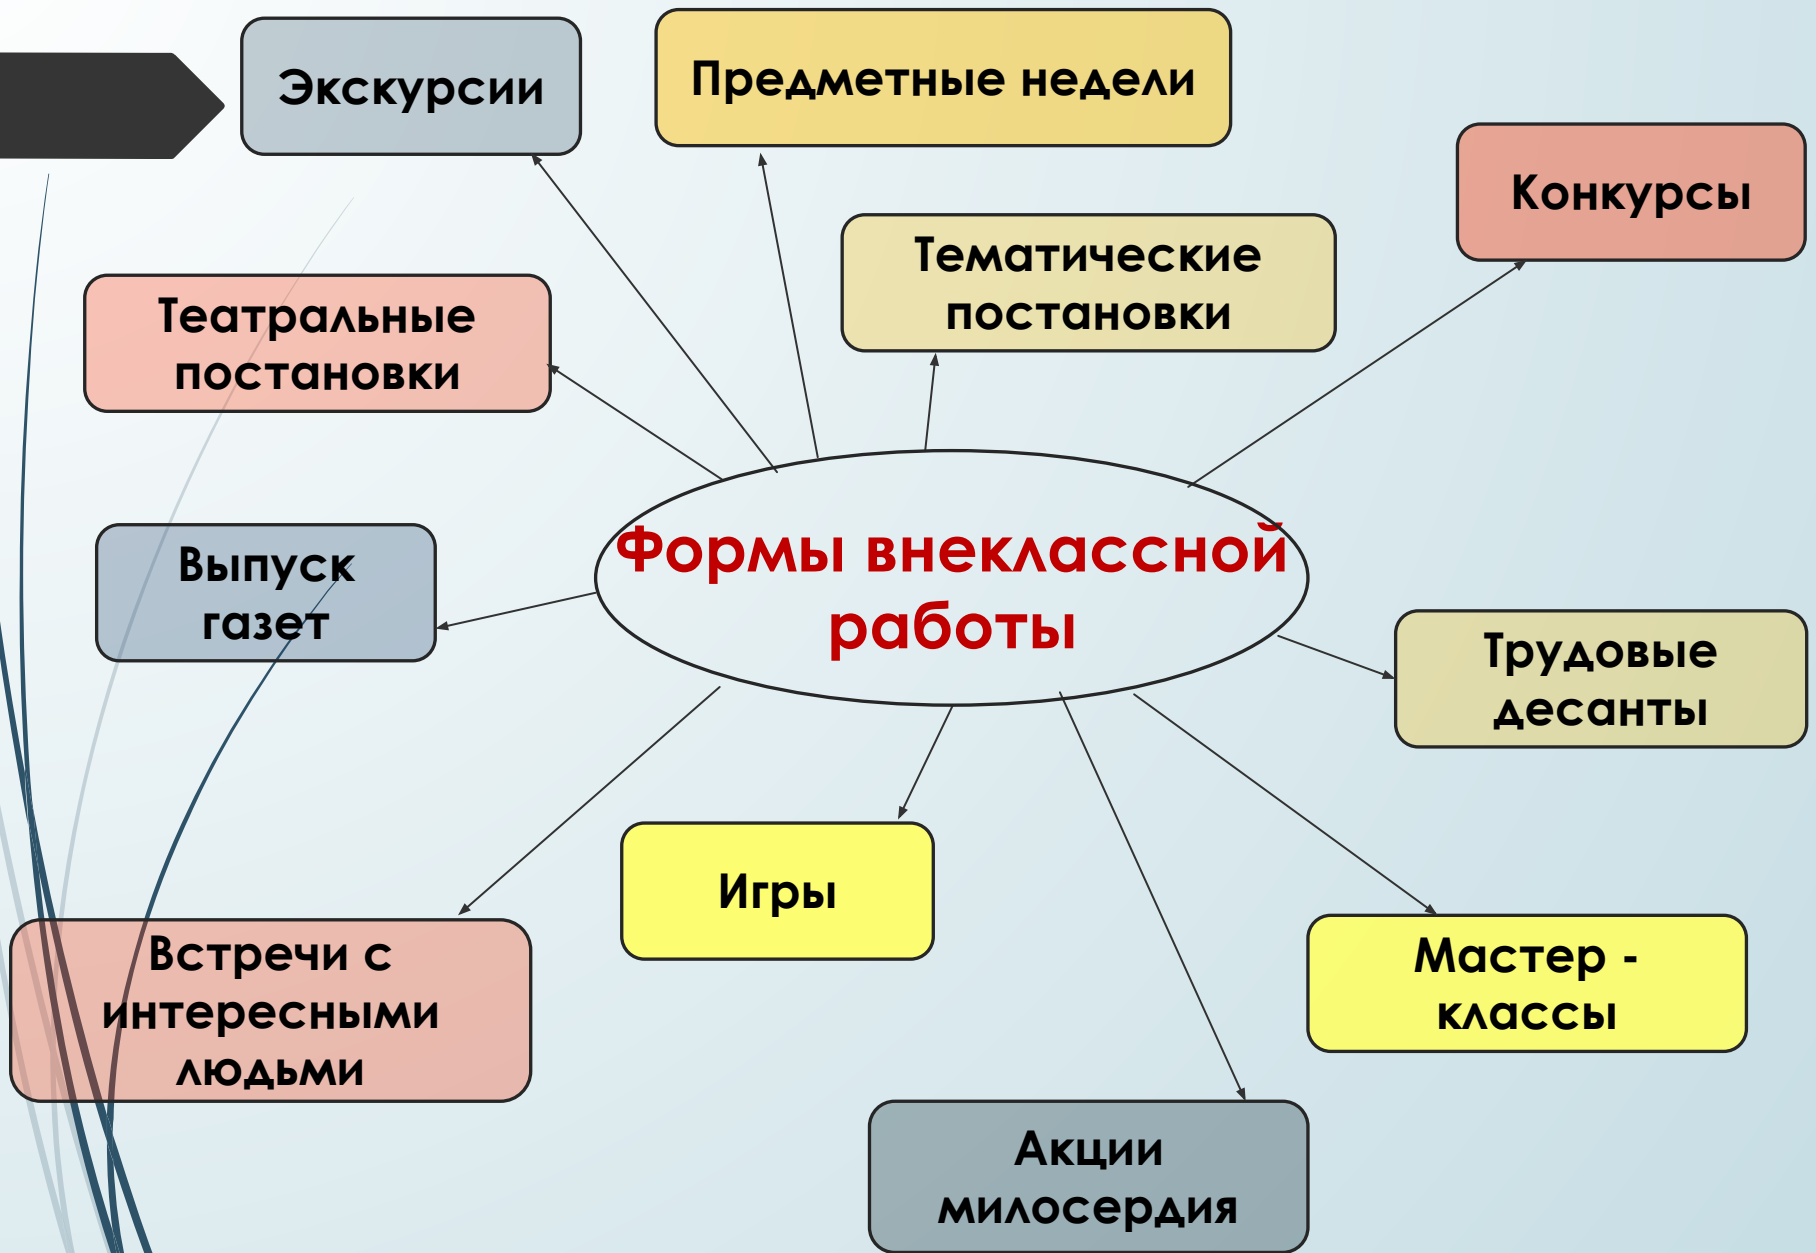 Экскурсии
Предметные недели
Конкурсы
Тематические
постановки
Театральные
постановки
Формы внеклассной
работы
Выпуск
газет
Трудовые
десанты
Игры
Встречи с
интересными
людьми
Мастер -
классы
Акции
милосердия